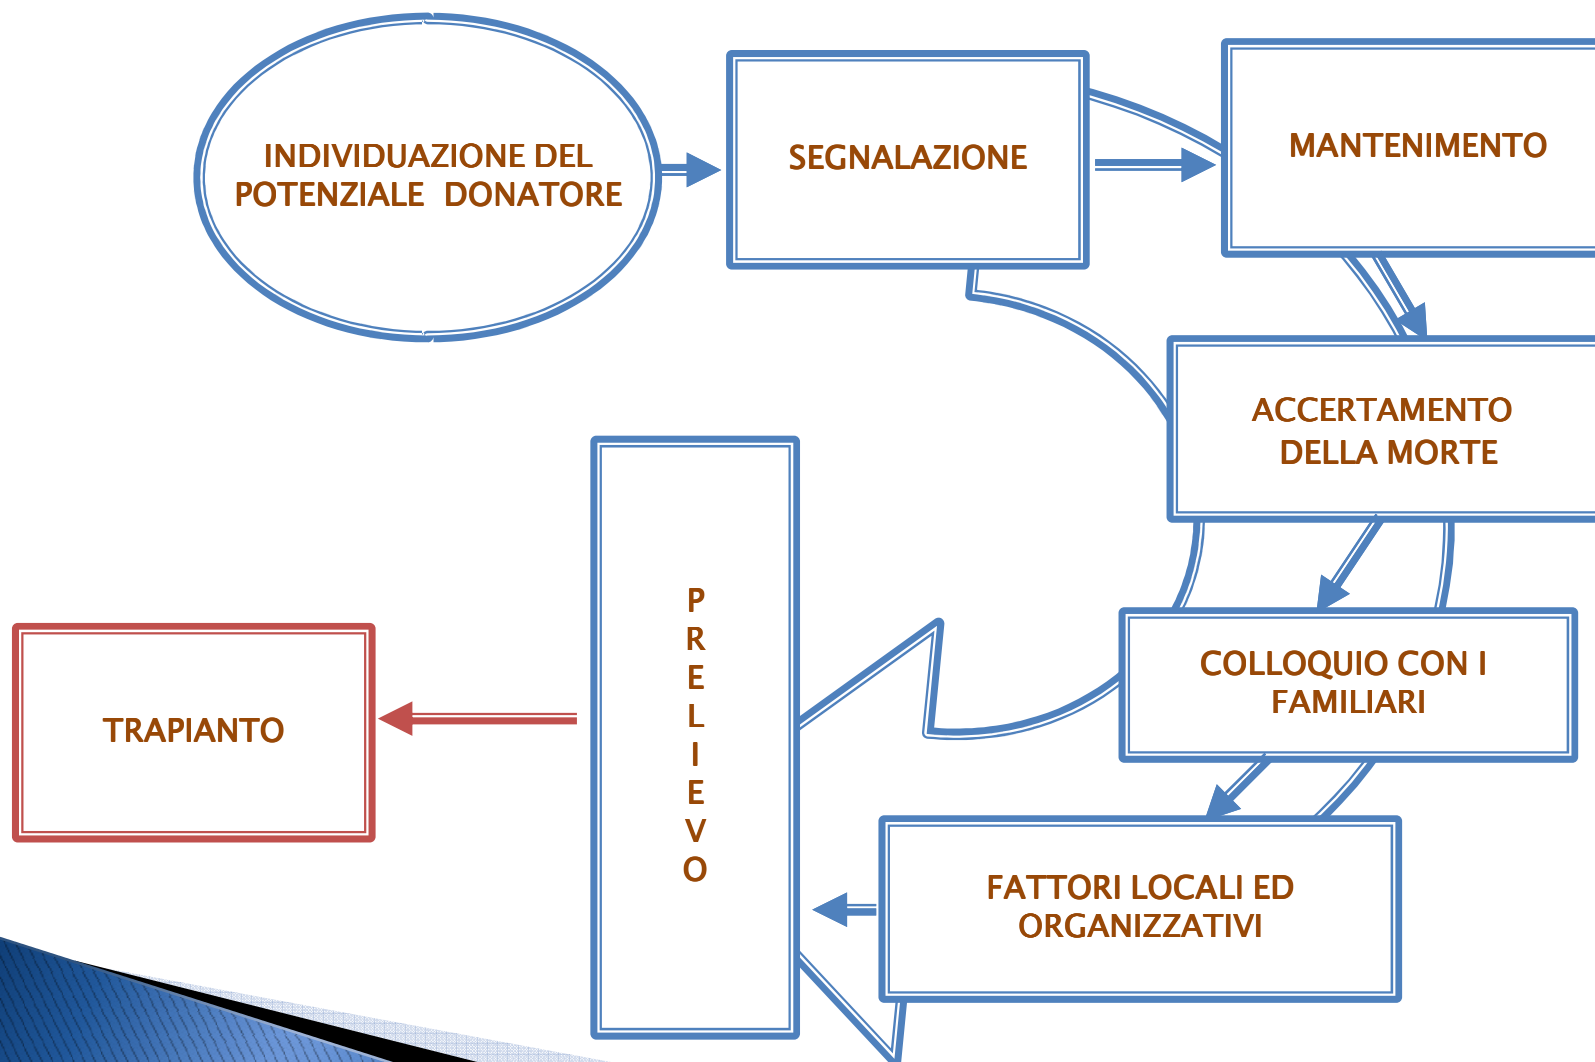 INDIVIDUAZIONE DEL
POTENZIALE DONATORE
SEGNALAZIONE
MANTENIMENTO
ACCERTAMENTO
DELLA MORTE
COLLOQUIO CON I
FAMILIARI
FATTORI LOCALI ED
ORGANIZZATIVI
P
R
E
L
I
E
V
O
TRAPIANTO